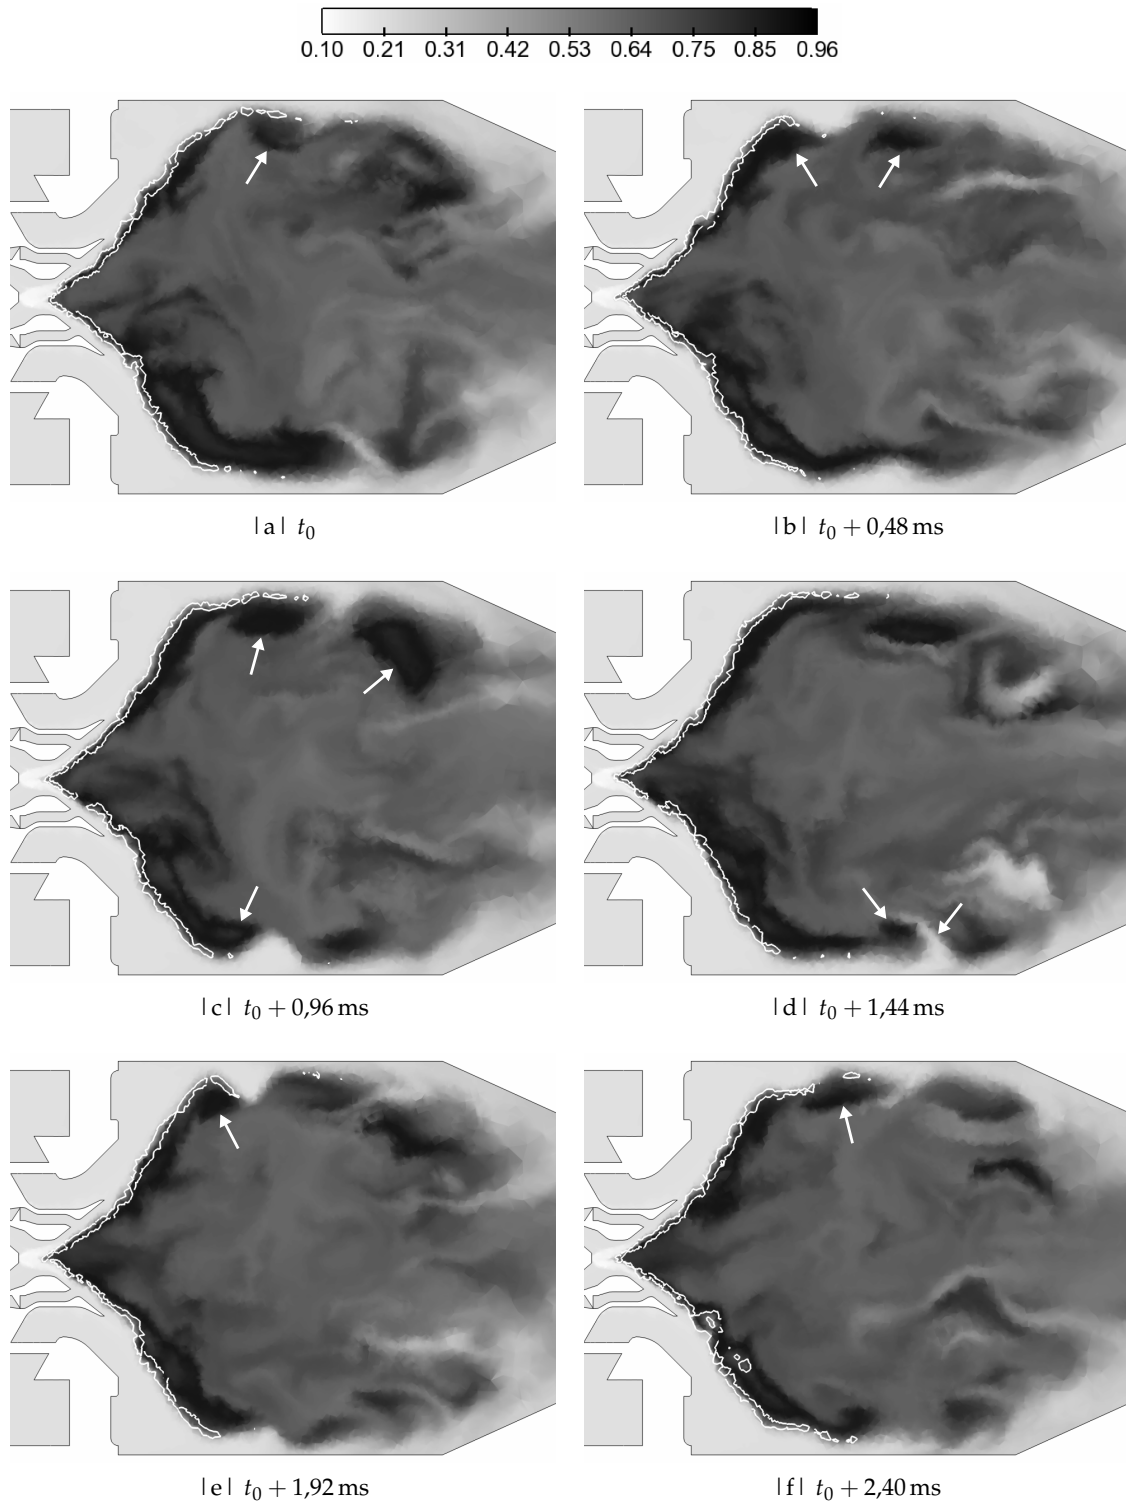 0.10 0.21 0.31 0.42 0.53 0.64 0.75 0.85 0.96
|a| t₀
|b| t₀ + 0,48 ms
|c| t₀ + 0,96 ms
|d| t₀ + 1,44 ms
|e| t₀ + 1,92 ms
|f| t₀ + 2,40 ms